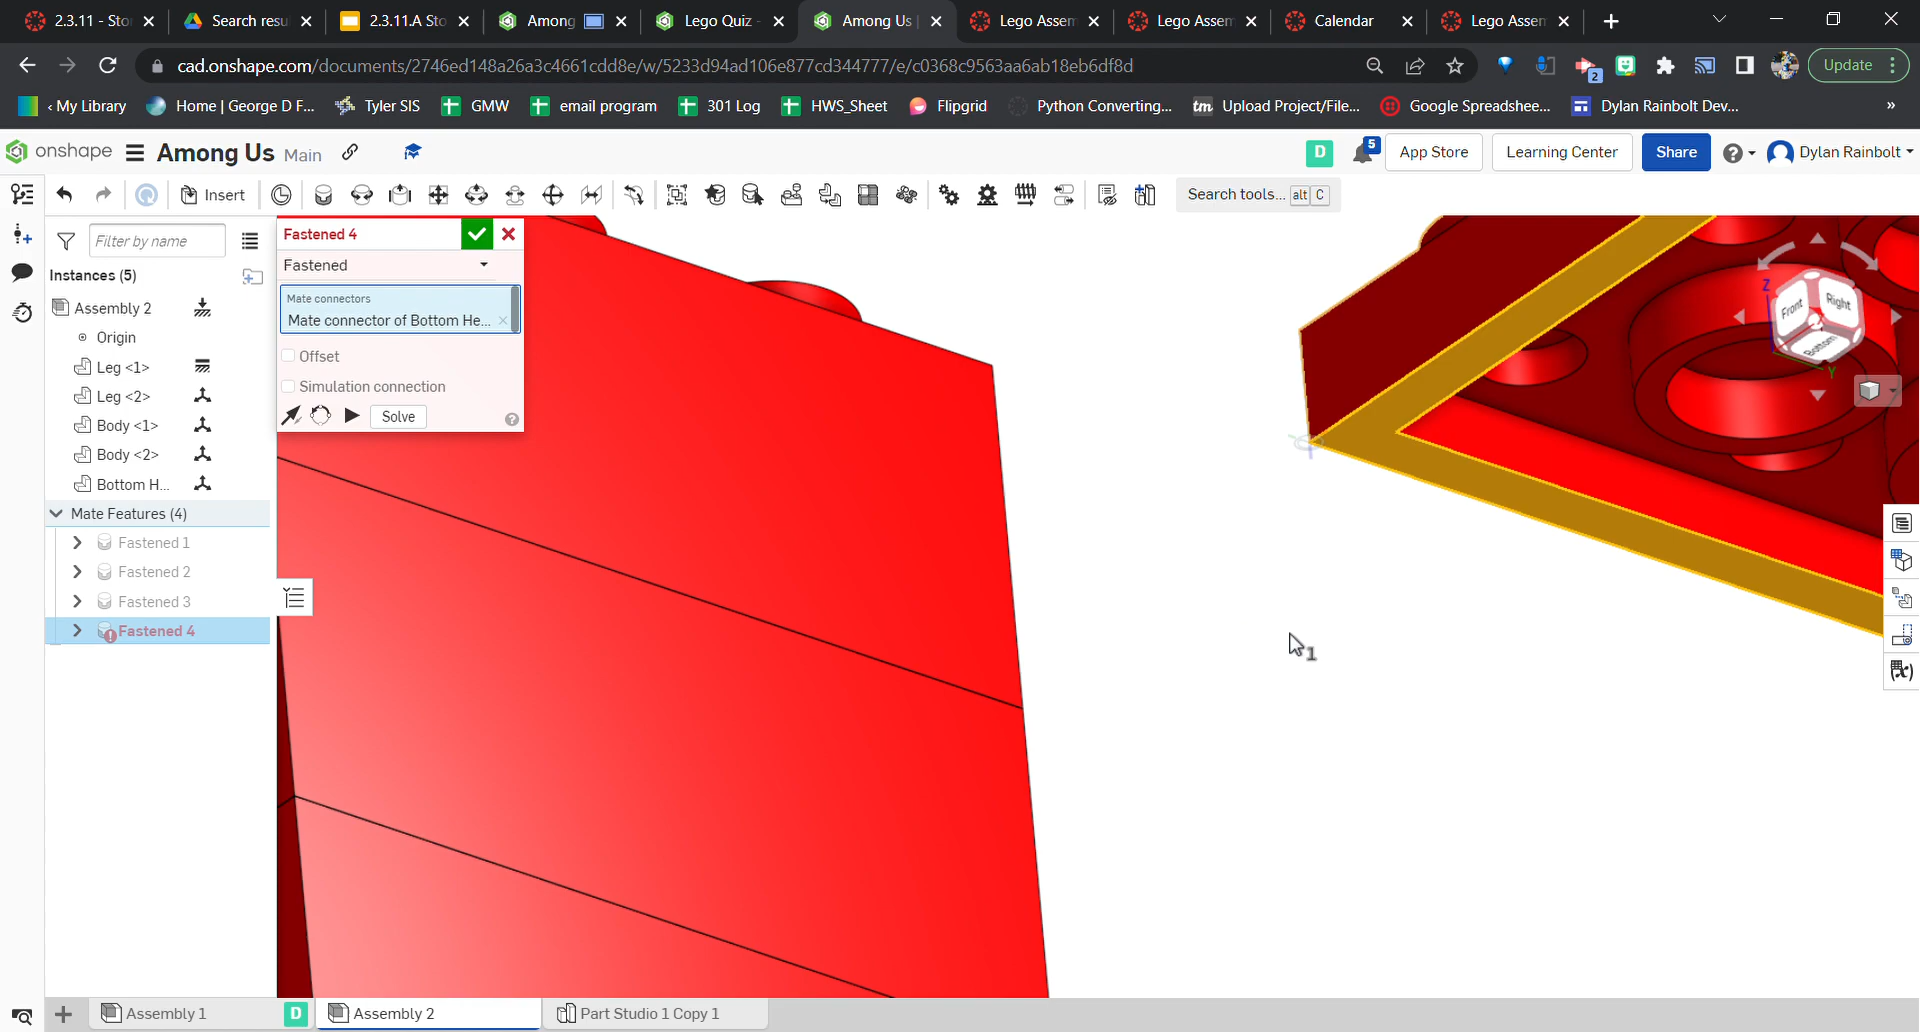 2.3.11 - Sto
Search resu
2.3.11.A Sto
Among
Lego Quiz -
Among Us |
Lego Assem
Lego Assem
Calendar
Lego Assem
cad.onshape.com/documents/2746ed148a26a3c4661cdd8e/w/5233d94ad106e877cd344777/e/c0368c9563aa6ab18eb6df8d
2
Update
‹ My Library
Home | George D F...
Tyler SIS
GMW
email program
301 Log
HWS_Sheet
Flipgrid
Python Converting...
tm Upload Project/File...
Google Spreadshee...
Dylan Rainbolt Dev...
»
onshape
Among Us Main
D
5
App Store
Learning Center
Share
Dylan Rainbolt
Insert
Search tools... alt C
Filter by name
Instances (5)
Assembly 2
Origin
Leg <1>
Leg <2>
Body <1>
Body <2>
Bottom H...
Mate Features (4)
Fastened 1
Fastened 2
Fastened 3
Fastened 4
Fastened 4
Fastened
Mate connectors
Mate connector of Bottom He...
Offset
Simulation connection
Solve
1
Z
Front
Right
Bottom
Y
(x)
Assembly 1
D
Assembly 2
Part Studio 1 Copy 1